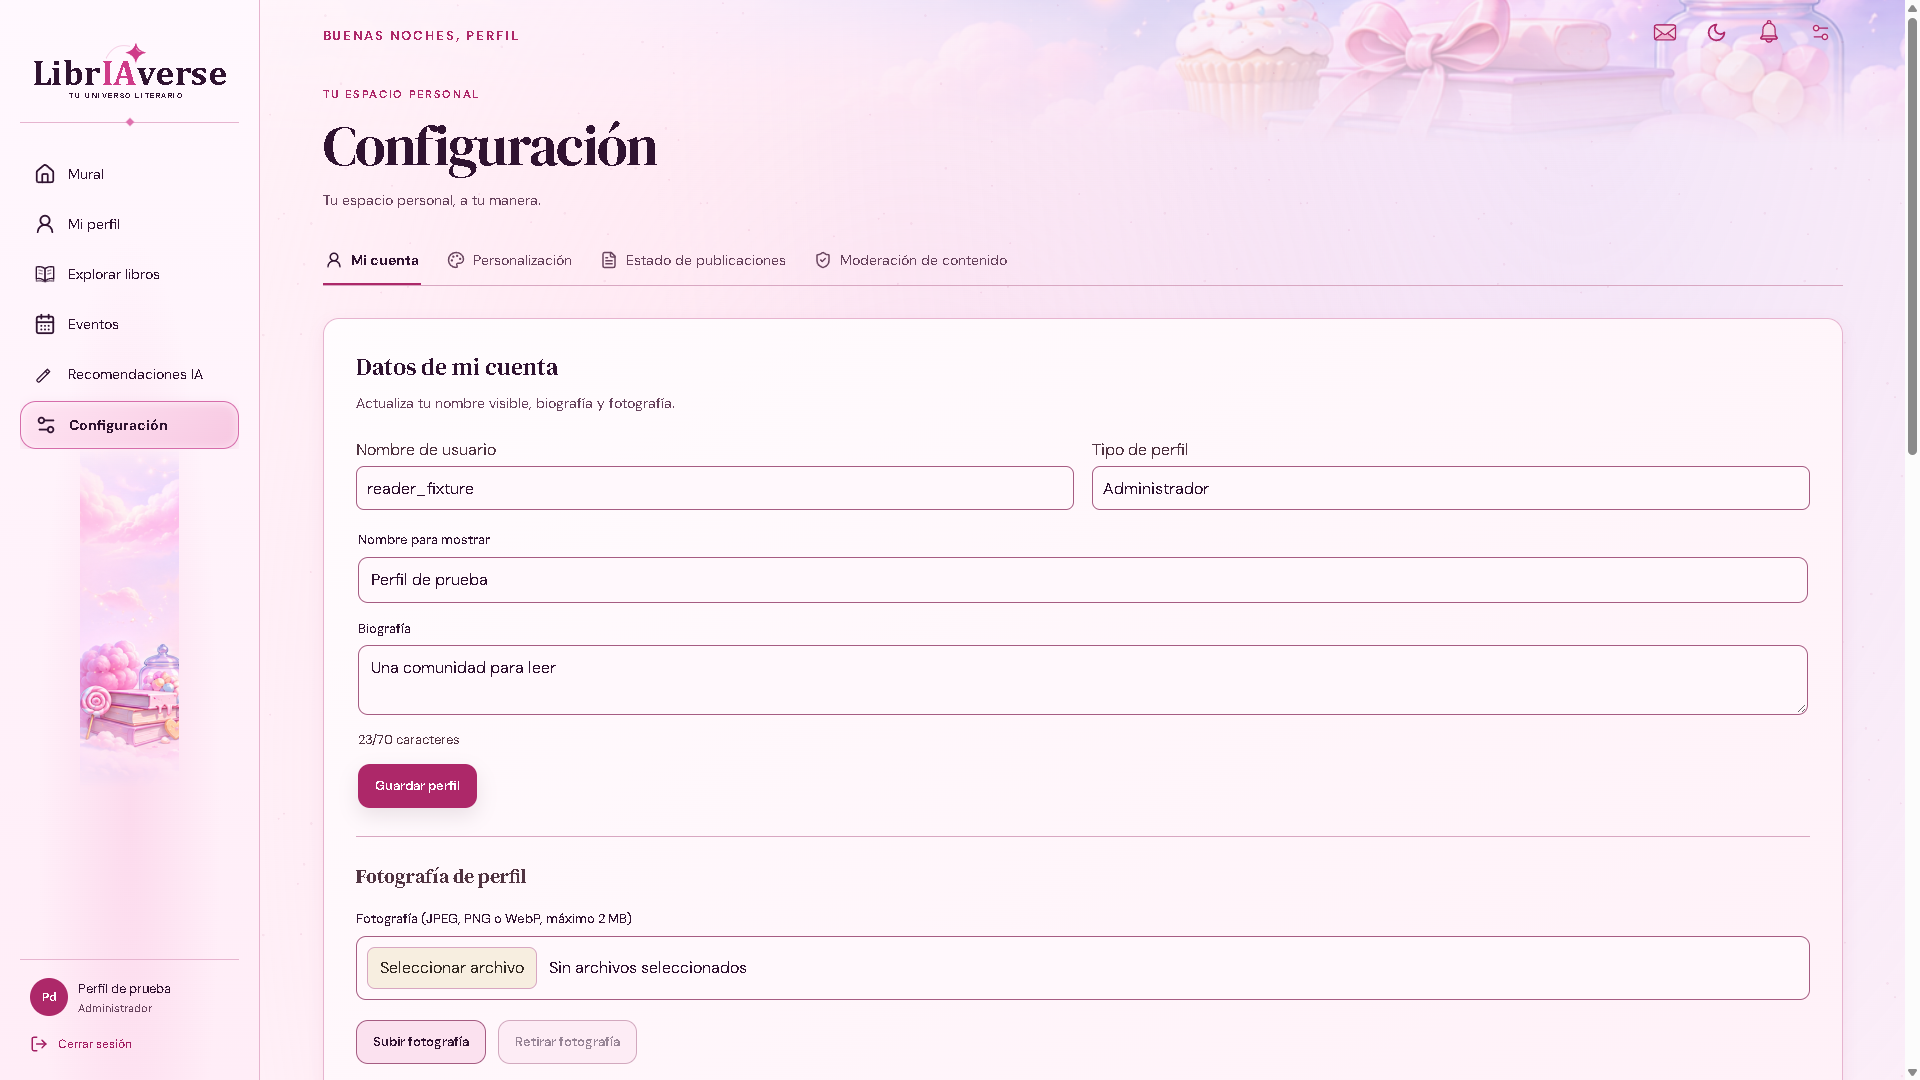 LibrIAverse
TU UNIVERSO LITERARIO
Mural
Mi perfil
Explorar libros
Eventos
Recomendaciones IA
Configuración
Pd
Perfil de prueba
Administrador
Cerrar sesión
BUENAS NOCHES, PERFIL
TU ESPACIO PERSONAL
Configuración
Tu espacio personal, a tu manera.
Mi cuenta
Personalización
Estado de publicaciones
Moderación de contenido
Datos de mi cuenta
Actualiza tu nombre visible, biografía y fotografía.
Nombre de usuario
reader_fixture
Tipo de perfil
Administrador
Nombre para mostrar
Perfil de prueba
Biografía
Una comunidad para leer
23/70 caracteres
Guardar perfil
Fotografía de perfil
Fotografía (JPEG, PNG o WebP, máximo 2 MB)
Seleccionar archivo
Sin archivos seleccionados
Subir fotografía
Retirar fotografía